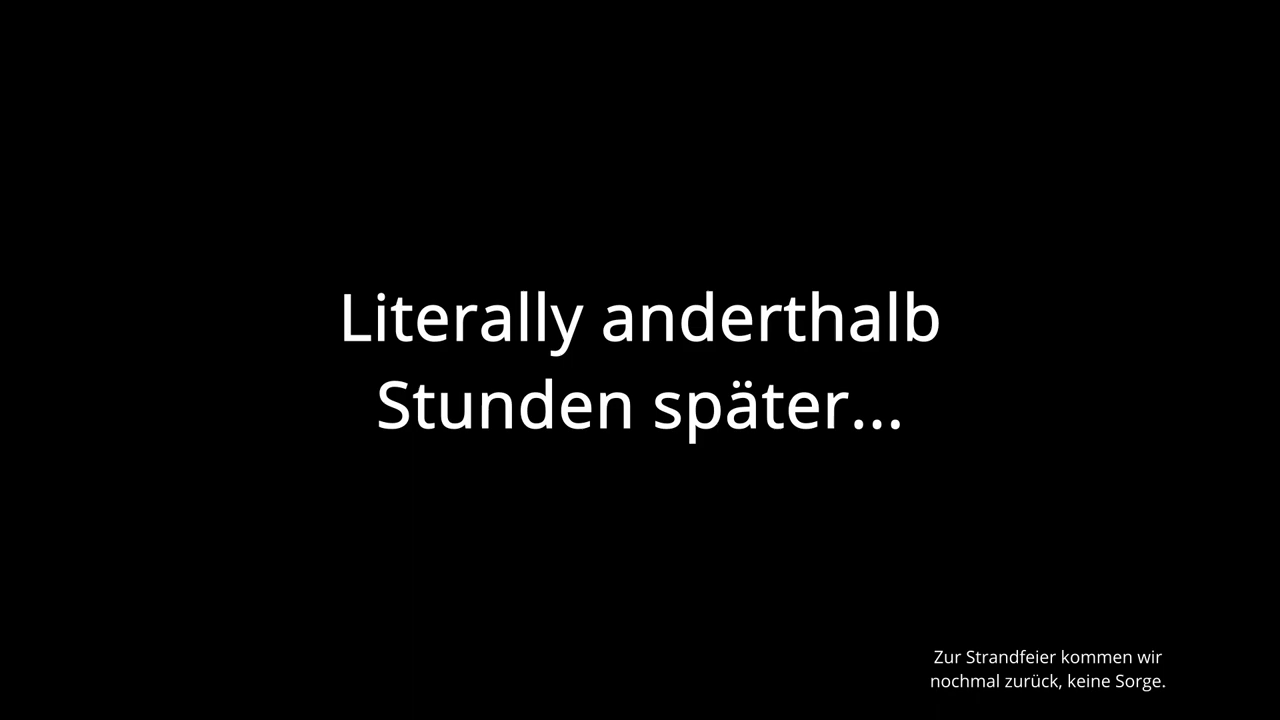 Literally anderthalb
Stunden später...
Zur Strandfeier kommen wir
nochmal zurück, keine Sorge.